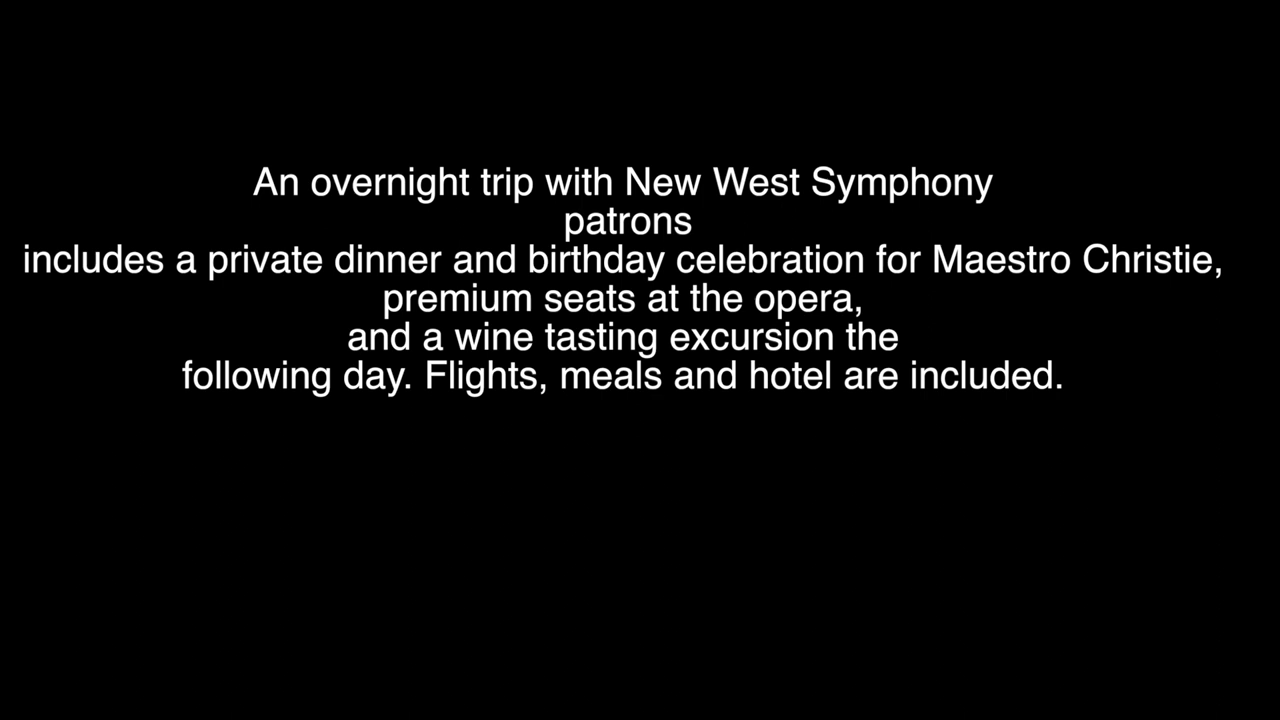 An overnight trip with New West Symphony
patrons
includes a private dinner and birthday celebration for Maestro Christie,
premium seats at the opera,
and a wine tasting excursion the
following day. Flights, meals and hotel are included.